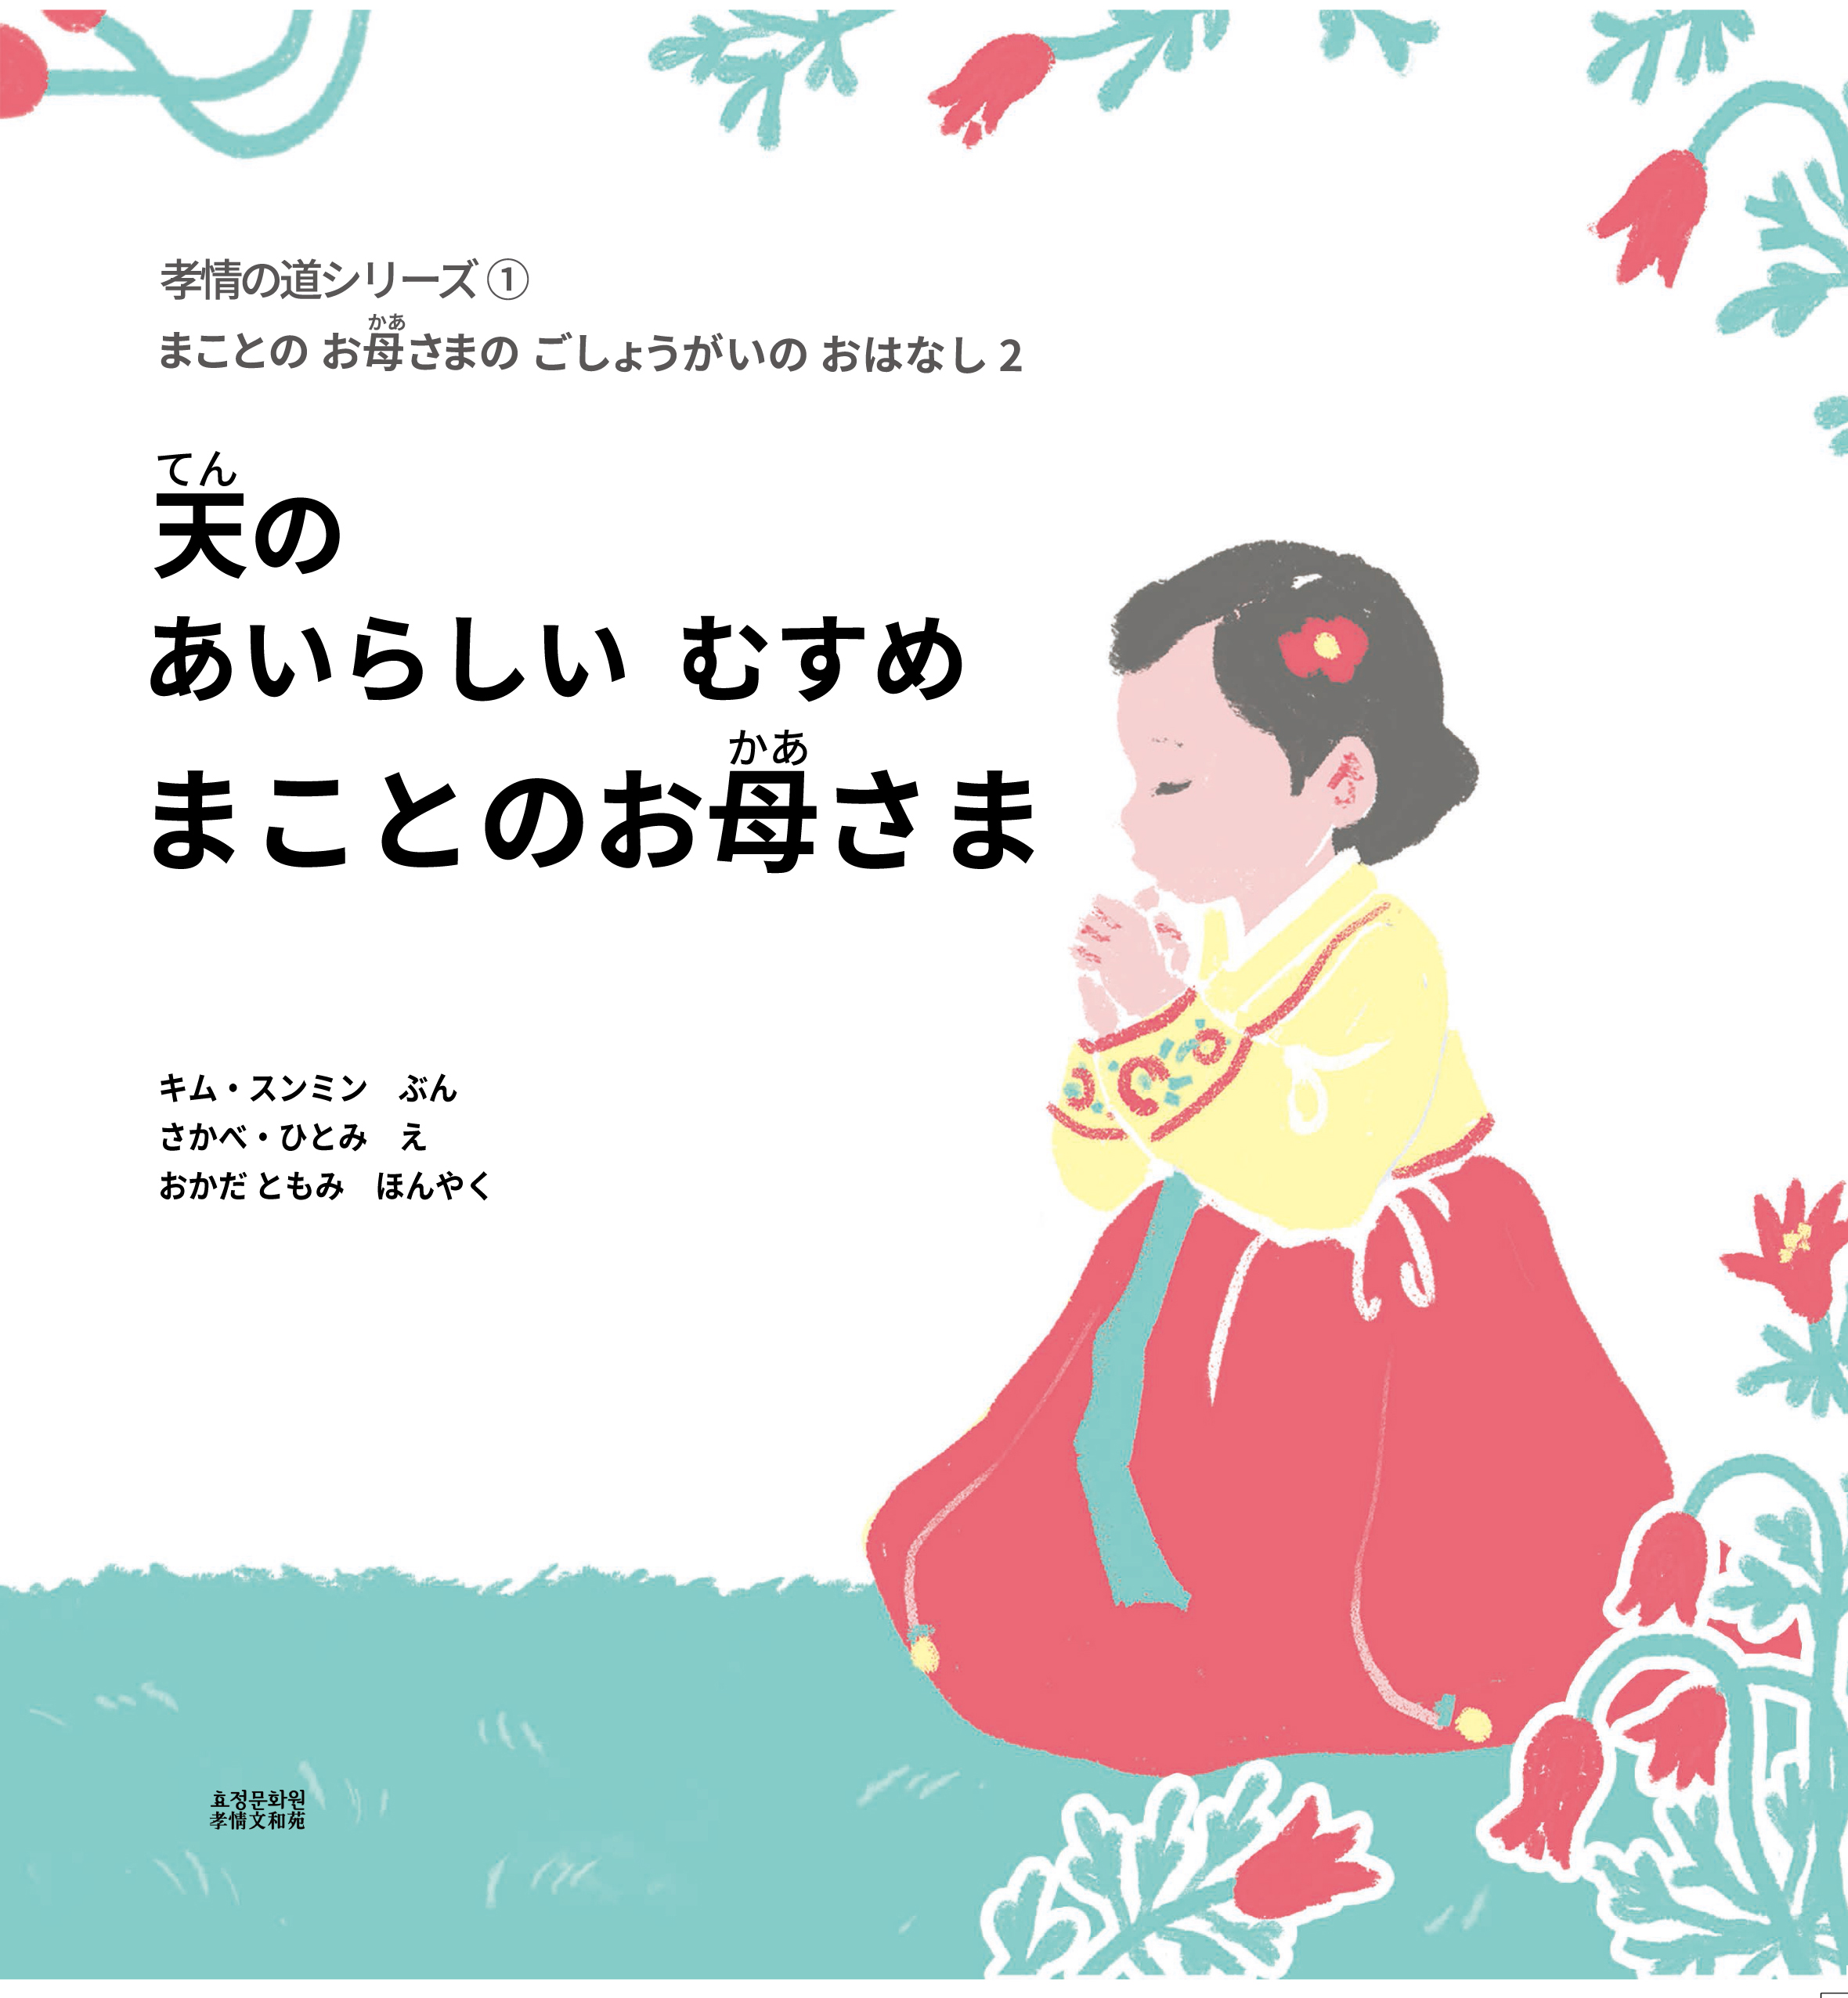 孝情の道シリーズ ①
まことの お母さまの ごしょうがいの おはなし 2
かあ
てん
天の
あいらしい むすめ
かあ
まことのお母さま
キム・スンミン　ぶん
さかべ・ひとみ　え
おかだ ともみ　ほんやく
효정문화원
孝情文和苑